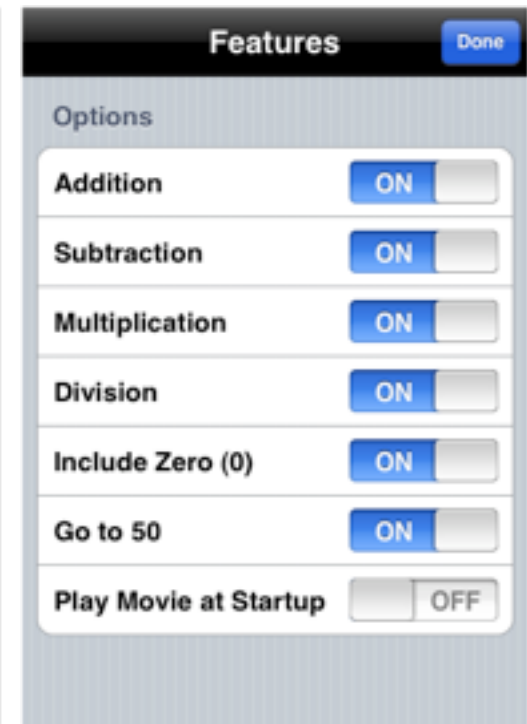 Features Done
Options
Addition ON
Subtraction ON
Multiplication ON
Division ON
Include Zero (0) ON
Go to 50 ON
Play Movie at Startup OFF